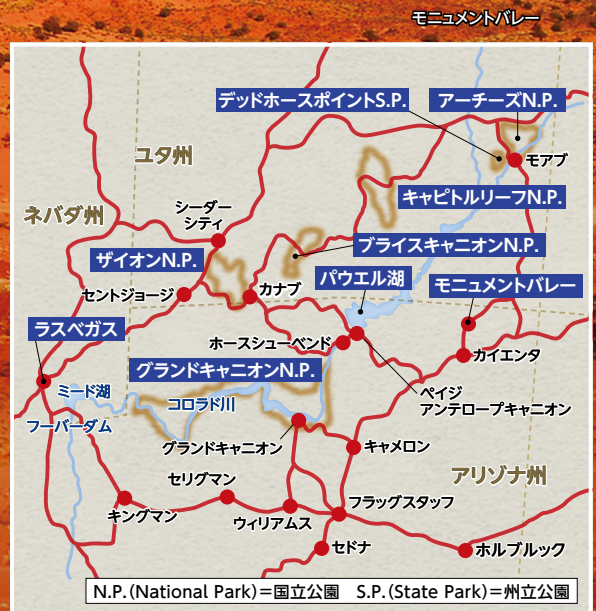 モニュメントバレー
デッドホースポイントS.P.
アーチーズN.P.
ユタ州
モアブ
キャピトルリーフN.P.
ネバダ州
シーダー
シティ
ブライスキャニオンN.P.
ザイオンN.P.
パウエル湖
モニュメントバレー
セントジョージ
カナブ
ラスベガス
ホースシューベンド
カイエンタ
グランドキャニオンN.P.
ペイジ
アンテロープキャニオン
ミード湖
コロラド川
フーバーダム
グランドキャニオン
キャメロン
セリグマン
アリゾナ州
キングマン
ウィリアムス
フラッグスタッフ
セドナ
ホルブルック
N.P.(National Park)=国立公園 S.P.(State Park)=州立公園